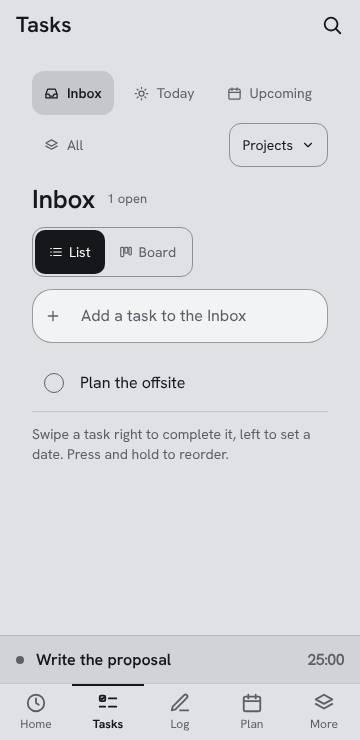 Tasks
Inbox
Today
Upcoming
All
Projects
Inbox 1 open
List
Board
Add a task to the Inbox
Plan the offsite
Swipe a task right to complete it, left to set a
date. Press and hold to reorder.
Write the proposal 25:00
Home
Tasks
Log
Plan
More